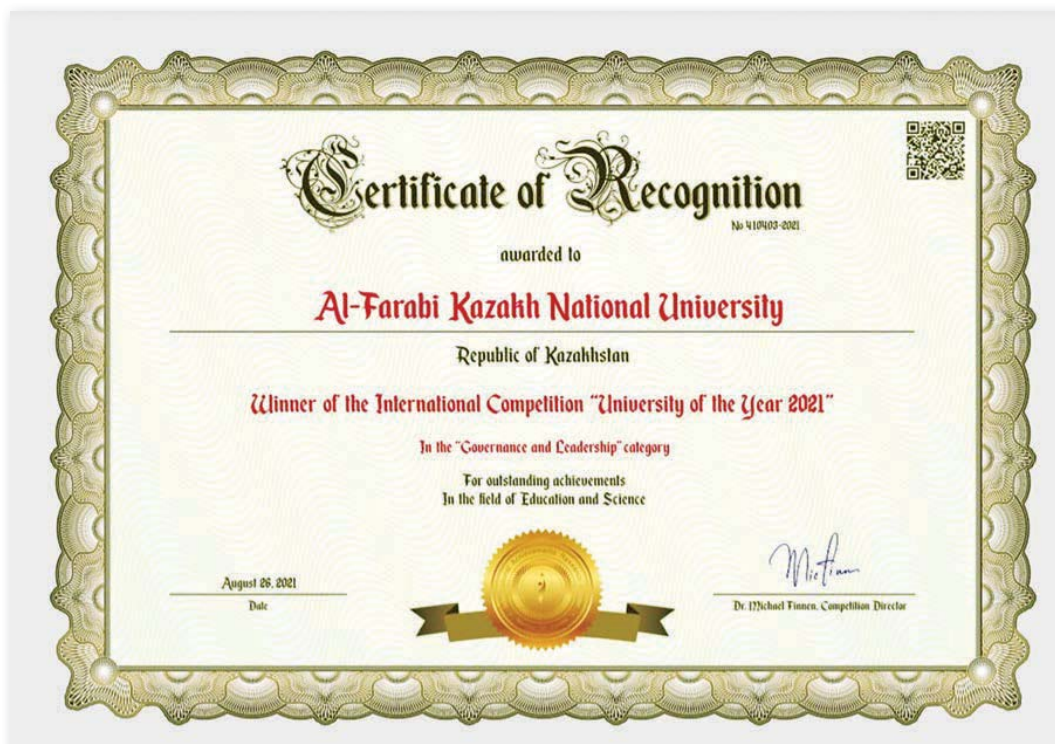 Certificate of Recognition
No 410403-2021
awarded to
Al-Farabi Kazakh National University
Republic of Kazakhstan
Winner of the International Competition "University of the Year 2021"
In the "Governance and Leadership" category
For outstanding achievements
In the field of Education and Science
August 26, 2021
Date
Dr. Michael Finnen, Competition Director